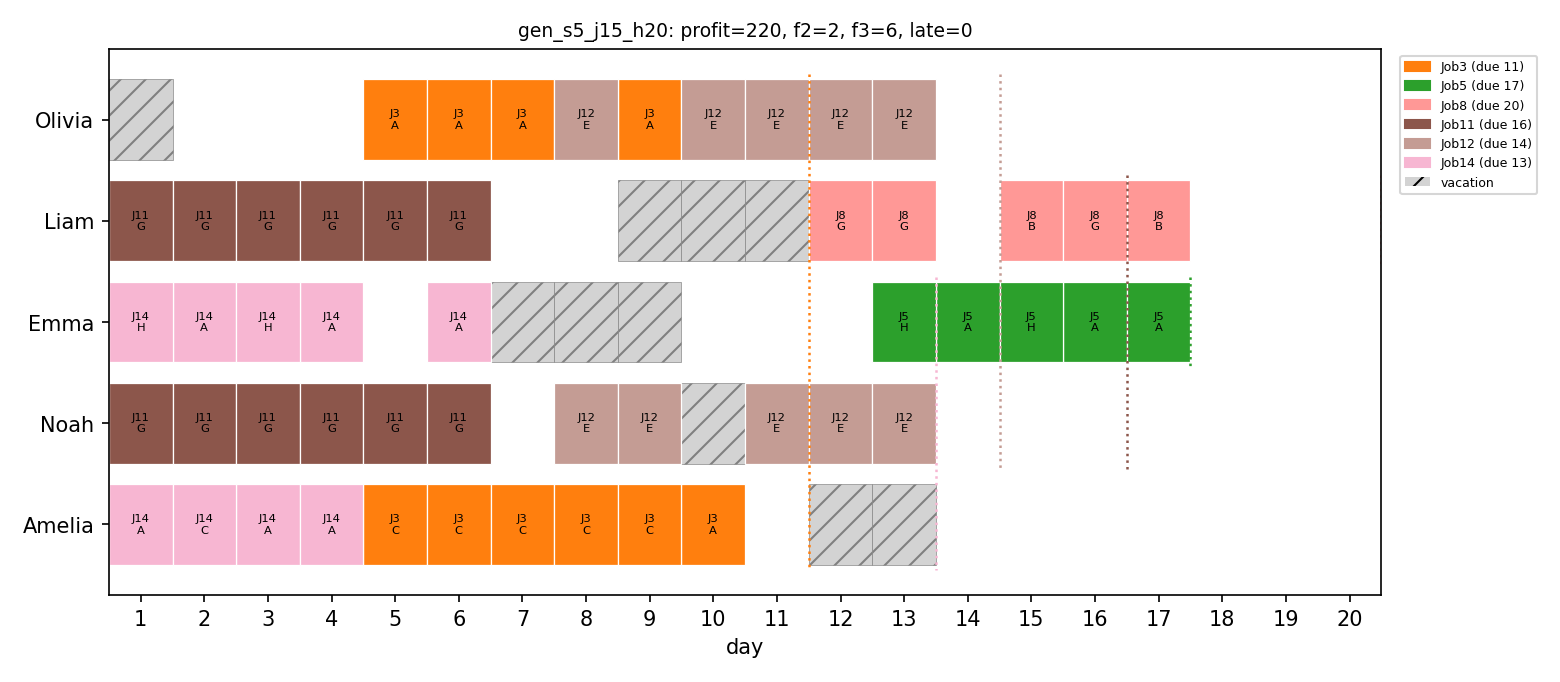 gen_s5_j15_h20: profit=220, f2=2, f3=6, late=0
Olivia
J3 J3 J3 J12 J3 J12 J12 J12 J12
A A A E A E E E E
Liam
J11 J11 J11 J11 J11 J11 J8 J8 J8 J8 J8
G G G G G G G G B G B
Emma
J14 J14 J14 J14 J14 J5 J5 J5 J5 J5
H A H A A H A H A A
Noah
J11 J11 J11 J11 J11 J11 J12 J12 J12 J12 J12
G G G G G G E E E E E
Amelia
J14 J14 J14 J14 J3 J3 J3 J3 J3 J3
A C A A C C C C C A
1 2 3 4 5 6 7 8 9 10 11 12 13 14 15 16 17 18 19 20
day
Job3 (due 11)
Job5 (due 17)
Job8 (due 20)
Job11 (due 16)
Job12 (due 14)
Job14 (due 13)
vacation